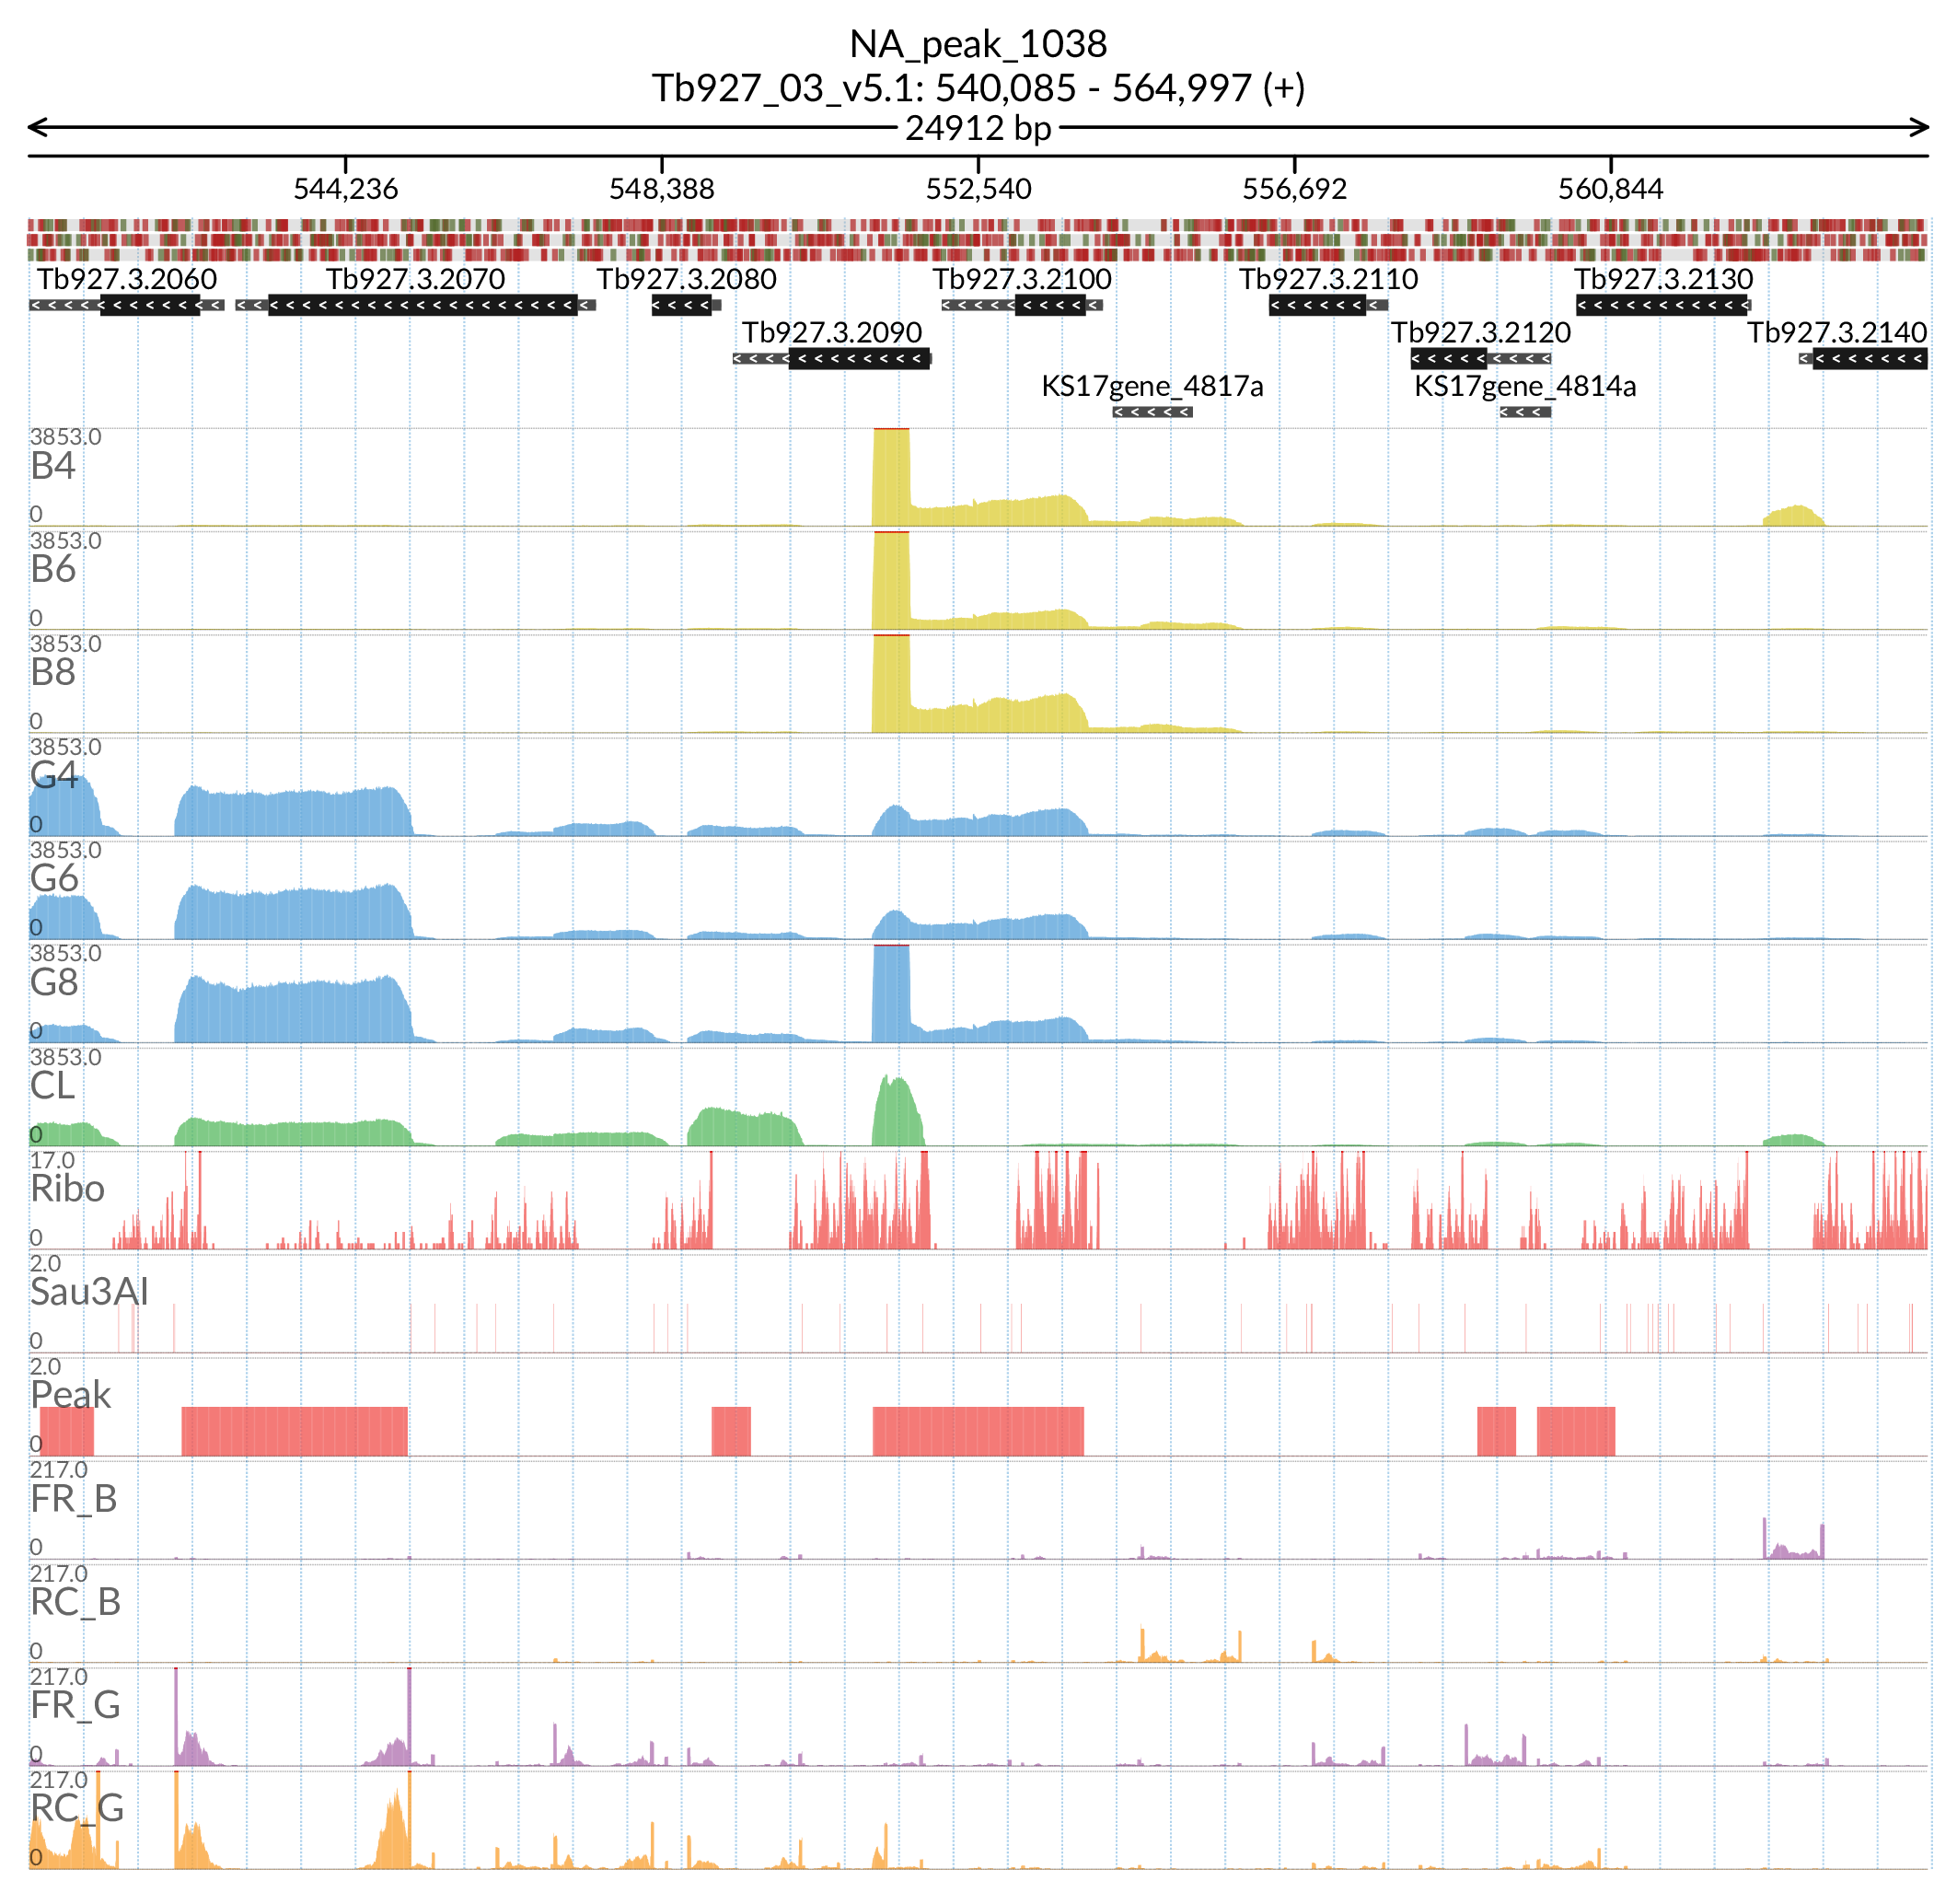 NA_peak_1038
Tb927_03_v5.1: 540,085 - 564,997 (+)
24912 bp
544,236 548,388 552,540 556,692 560,844
Tb927.3.2060 Tb927.3.2070 Tb927.3.2080 Tb927.3.2100 Tb927.3.2110 Tb927.3.2130
Tb927.3.2090 Tb927.3.2120 Tb927.3.2140
KS17gene_4817a KS17gene_4814a
3853.0
B4
0
3853.0
B6
0
3853.0
B8
0
3853.0
G4
0
3853.0
G6
0
3853.0
G8
0
3853.0
CL
0
17.0
Ribo
0
2.0
Sau3AI
0
2.0
Peak
0
217.0
FR_B
0
217.0
RC_B
0
217.0
FR_G
0
217.0
RC_G
0